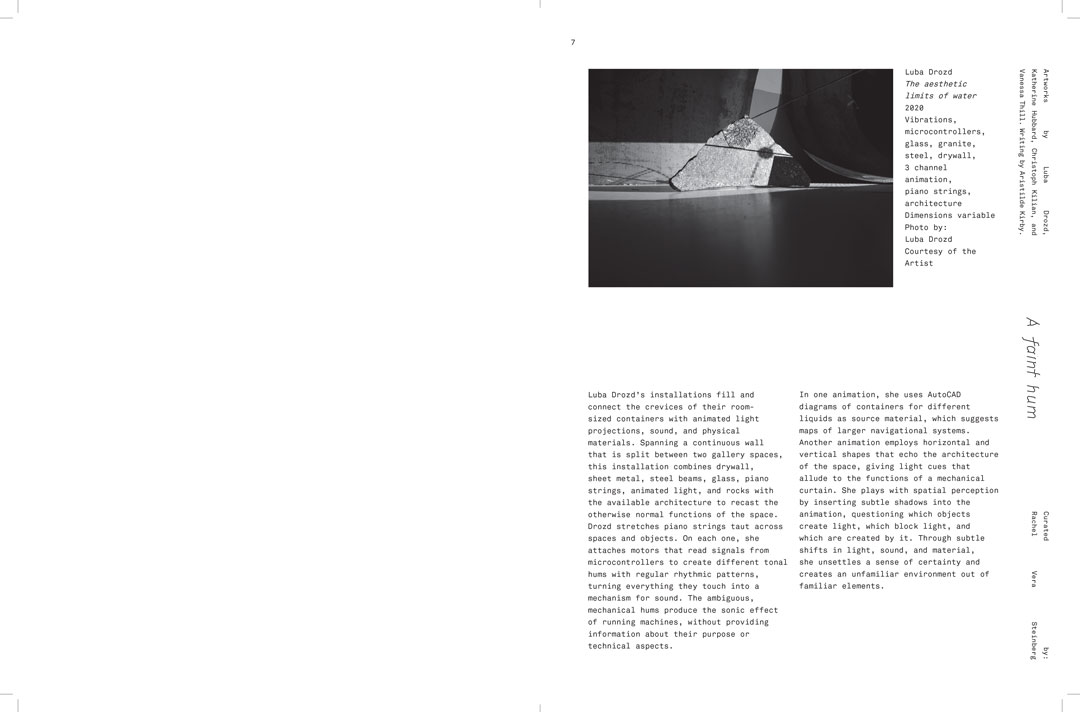 7
Luba Drozd
The aesthetic
limits of water
2020
Vibrations,
microcontrollers,
glass, granite,
steel, drywall,
3 channel
animation,
piano strings,
architecture
Dimensions variable
Photo by:
Luba Drozd
Courtesy of the
Artist
Artworks by Luba Drozd,
Katherine Hubbard, Christoph Kilian, and
Vanessa Thill. Writing by Aristilde Kirby.
A faint hum
Curated by:
Rachel Vera Steinberg
Luba Drozd's installations fill and
connect the crevices of their room-
sized containers with animated light
projections, sound, and physical
materials. Spanning a continuous wall
that is split between two gallery spaces,
this installation combines drywall,
sheet metal, steel beams, glass, piano
strings, animated light, and rocks with
the available architecture to recast the
otherwise normal functions of the space.
Drozd stretches piano strings taut across
spaces and objects. On each one, she
attaches motors that read signals from
microcontrollers to create different tonal
hums with regular rhythmic patterns,
turning everything they touch into a
mechanism for sound. The ambiguous,
mechanical hums produce the sonic effect
of running machines, without providing
information about their purpose or
technical aspects.
In one animation, she uses AutoCAD
diagrams of containers for different
liquids as source material, which suggests
maps of larger navigational systems.
Another animation employs horizontal and
vertical shapes that echo the architecture
of the space, giving light cues that
allude to the functions of a mechanical
curtain. She plays with spatial perception
by inserting subtle shadows into the
animation, questioning which objects
create light, which block light, and
which are created by it. Through subtle
shifts in light, sound, and material,
she unsettles a sense of certainty and
creates an unfamiliar environment out of
familiar elements.